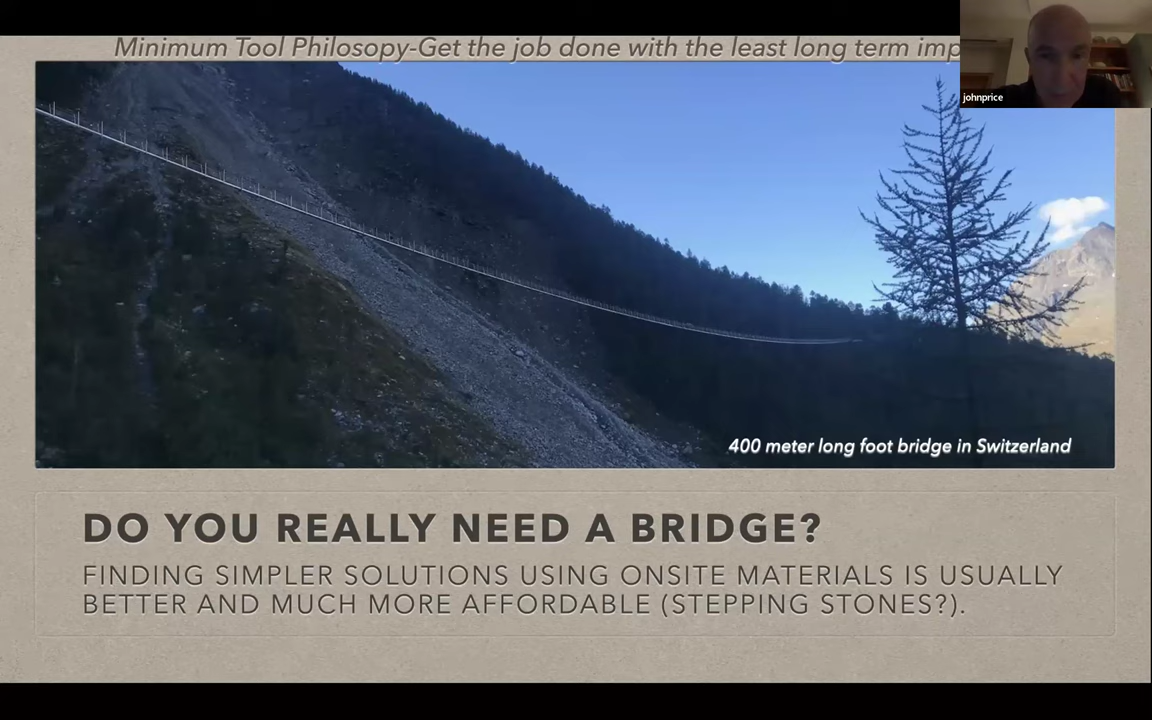 Minimum Tool Philosopy-Get the job done with the least long term
johnprice
400 meter long foot bridge in Switzerland
DO YOU REALLY NEED A BRIDGE?
FINDING SIMPLER SOLUTIONS USING ONSITE MATERIALS IS USUALLY
BETTER AND MUCH MORE AFFORDABLE (STEPPING STONES?).